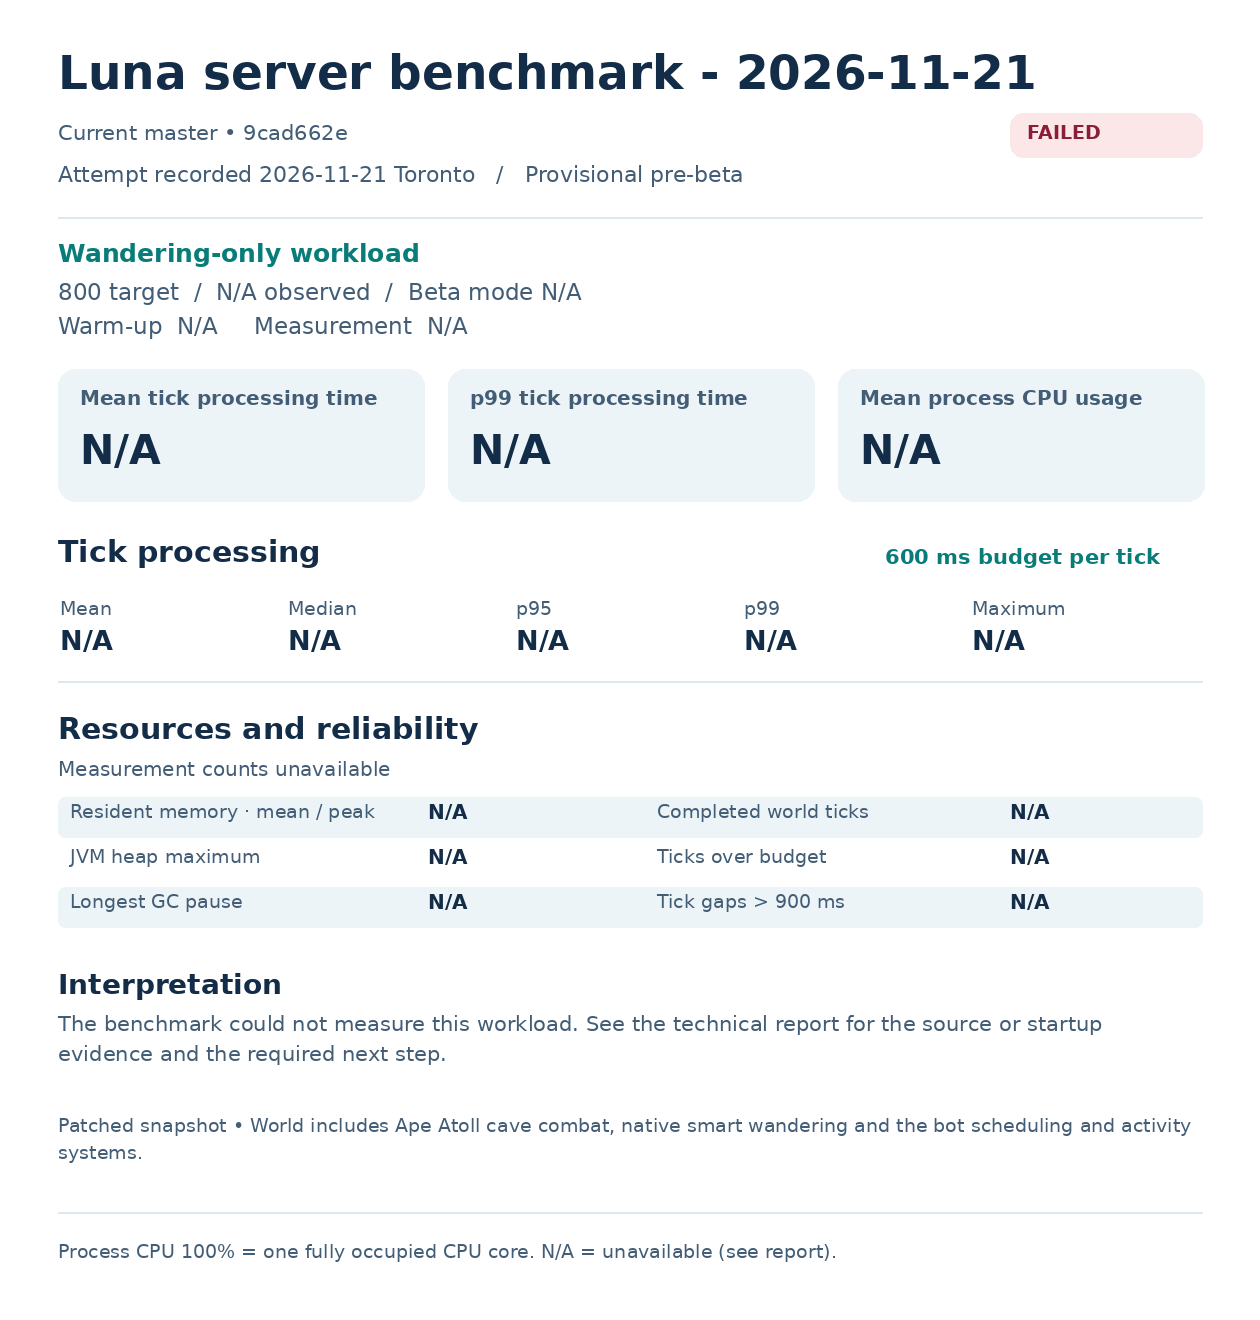 Luna server benchmark - 2026-11-21
Current master • 9cad662e
FAILED
Attempt recorded 2026-11-21 Toronto / Provisional pre-beta
Wandering-only workload
800 target / N/A observed / Beta mode N/A
Warm-up N/A Measurement N/A
Mean tick processing time
N/A
p99 tick processing time
N/A
Mean process CPU usage
N/A
Tick processing
600 ms budget per tick
Mean Median p95 p99 Maximum
N/A N/A N/A N/A N/A
Resources and reliability
Measurement counts unavailable
Resident memory · mean / peak N/A Completed world ticks N/A
JVM heap maximum N/A Ticks over budget N/A
Longest GC pause N/A Tick gaps > 900 ms N/A
Interpretation
The benchmark could not measure this workload. See the technical report for the source or startup
evidence and the required next step.
Patched snapshot • World includes Ape Atoll cave combat, native smart wandering and the bot scheduling and activity
systems.
Process CPU 100% = one fully occupied CPU core. N/A = unavailable (see report).